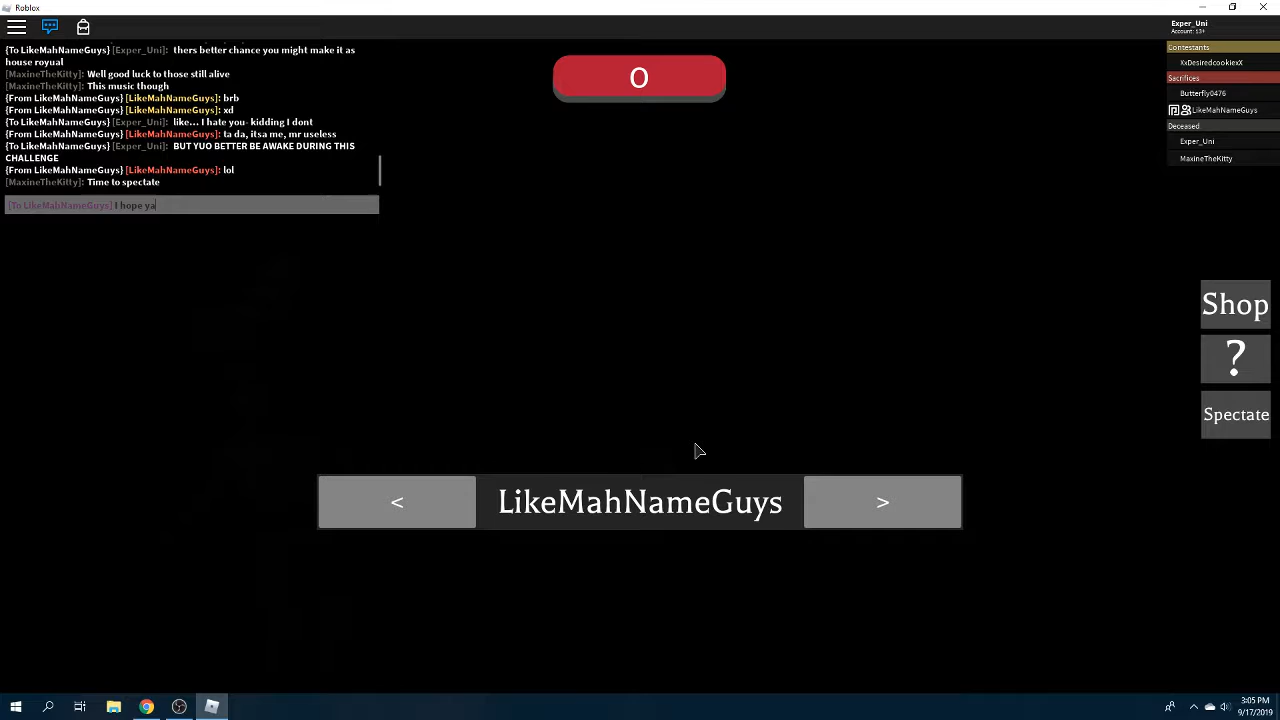 Roblox
{To LikeMahNameGuys} [Exper_Uni]: thers better chance you might make it as
house royual
[MaxineTheKitty]: Well good luck to those still alive
[MaxineTheKitty]: This music though
{From LikeMahNameGuys} [LikeMahNameGuys]: brb
{From LikeMahNameGuys} [LikeMahNameGuys]: xd
{To LikeMahNameGuys} [Exper_Uni]: like... I hate you- kidding I dont
{From LikeMahNameGuys} [LikeMahNameGuys]: ta da, itsa me, mr useless
{To LikeMahNameGuys} [Exper_Uni]: BUT YUO BETTER BE AWAKE DURING THIS
CHALLENGE
{From LikeMahNameGuys} [LikeMahNameGuys]: lol
[MaxineTheKitty]: Time to spectate
[To LikeMahNameGuys] I hope ya
0
Exper_Uni
Account: 13+
Contestants
XxDesiredcookiexX
Sacrifices
Butterfly0476
LikeMahNameGuys
Deceased
Exper_Uni
MaxineTheKitty
Shop
?
Spectate
< LikeMahNameGuys >
3:05 PM
9/17/2019